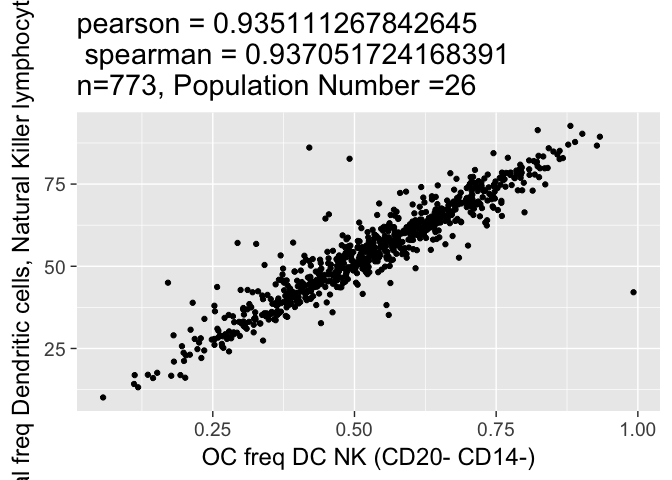 pearson = 0.935111267842645
spearman = 0.937051724168391
n=773, Population Number =26
freq Dendritic cells, Natural Killer
75
50
25
0.25 0.50 0.75 1.00
OC freq DC NK (CD20- CD14-)